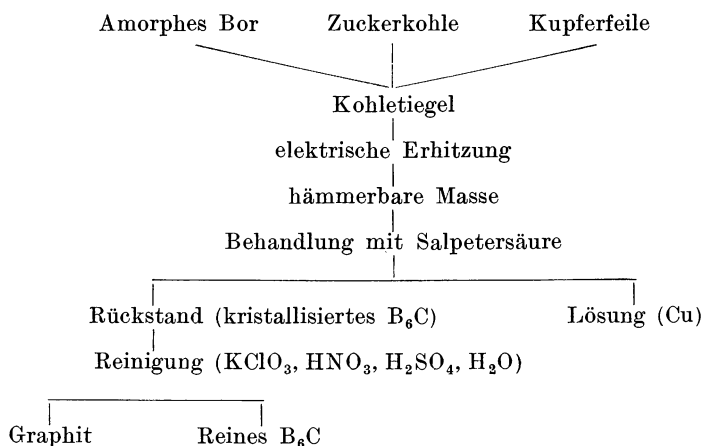 Amorphes Bor Zuckerkohle Kupferfeile
Kohletiegel
elektrische Erhitzung
hämmerbare Masse
Behandlung mit Salpetersäure
Rückstand (kristallisiertes B₆C) Lösung (Cu)
Reinigung (KClO₃, HNO₃, H₂SO₄, H₂O)
Graphit Reines B₆C